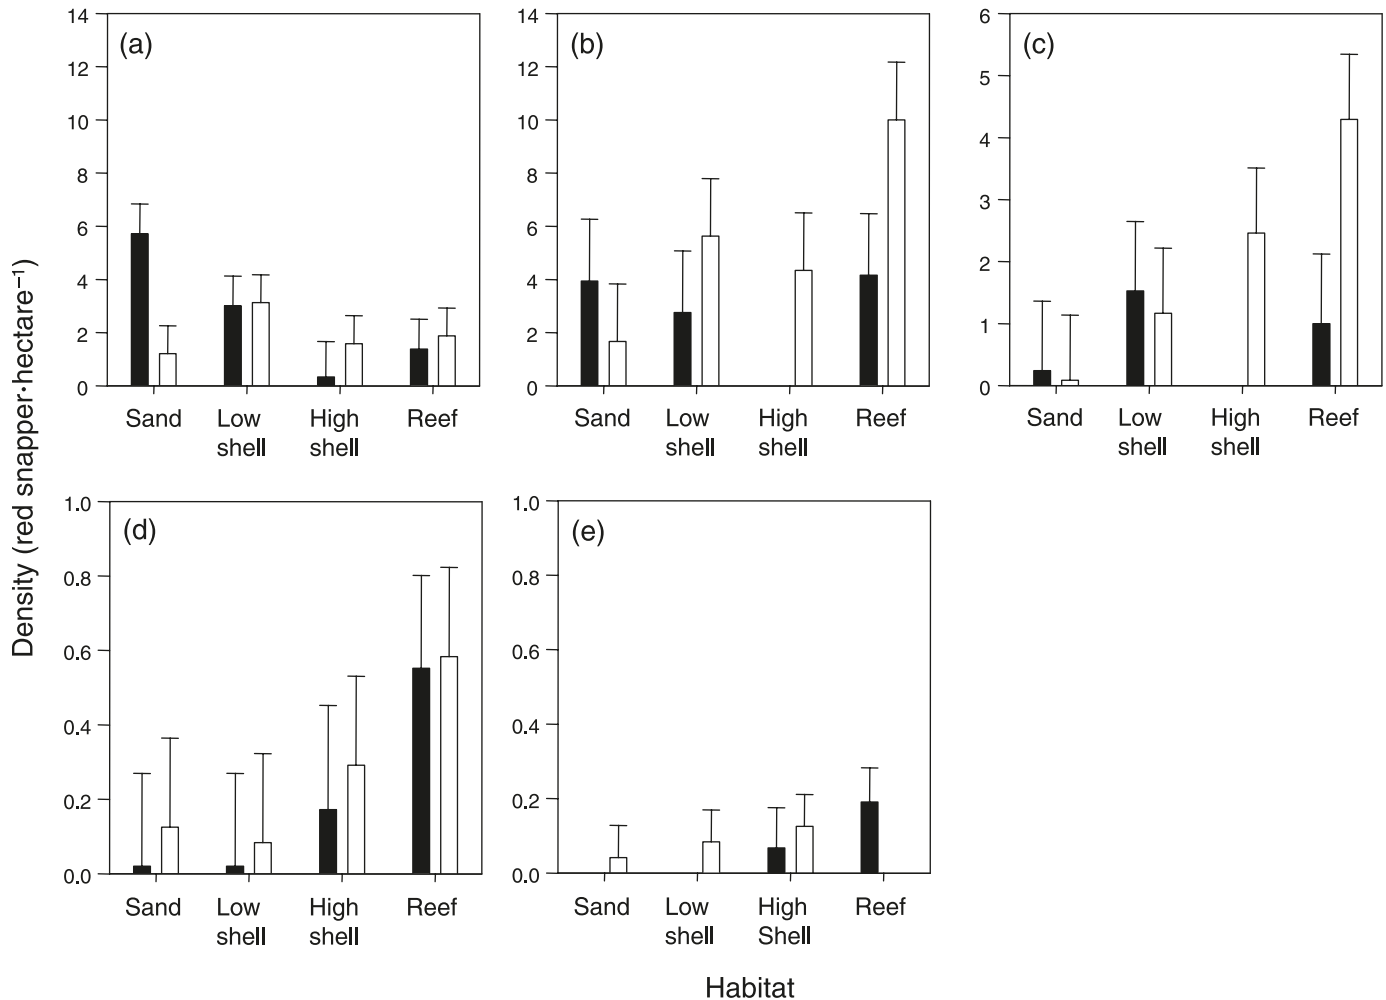 Density (red snapper·hectare⁻¹)
(a)
14
12
10
8
6
4
2
0
Sand
Low
shell
High
shell
Reef
(b)
14
12
10
8
6
4
2
0
Sand
Low
shell
High
shell
Reef
(c)
6
5
4
3
2
1
0
Sand
Low
shell
High
shell
Reef
(d)
1.0
0.8
0.6
0.4
0.2
0.0
Sand
Low
shell
High
shell
Reef
(e)
1.0
0.8
0.6
0.4
0.2
0.0
Sand
Low
shell
High
Shell
Reef
Habitat